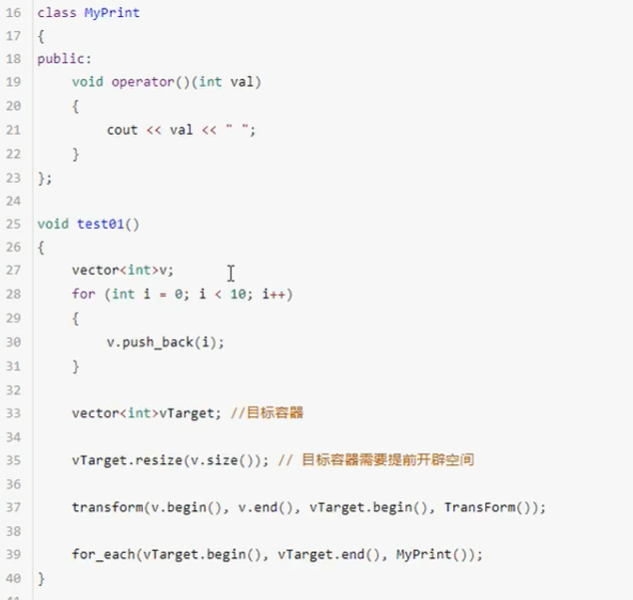 16 class MyPrint
17 {
18 public:
19     void operator()(int val)
20     {
21         cout << val << " ";
22     }
23 };
24
25 void test01()
26 {
27     vector<int>v;
28     for (int i = 0; i < 10; i++)
29     {
30         v.push_back(i);
31     }
32
33     vector<int>vTarget; //目标容器
34
35     vTarget.resize(v.size()); // 目标容器需要提前开辟空间
36
37     transform(v.begin(), v.end(), vTarget.begin(), TransForm());
38
39     for_each(vTarget.begin(), vTarget.end(), MyPrint());
40 }